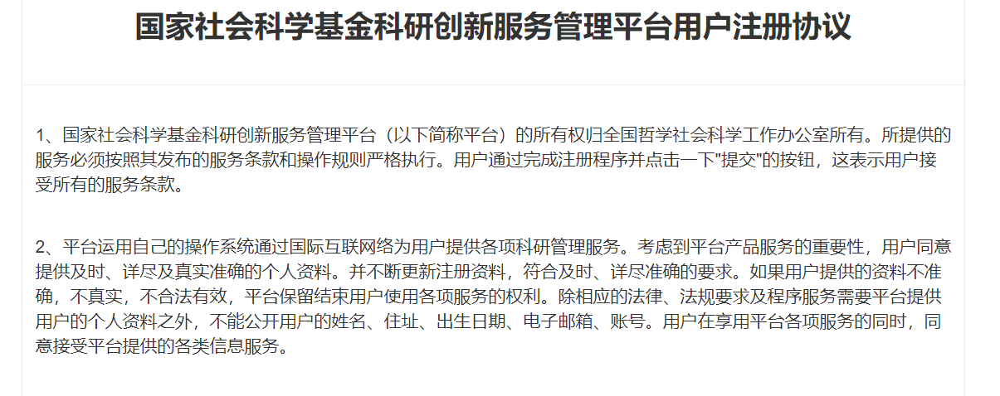 国家社会科学基金科研创新服务管理平台用户注册协议
1、国家社会科学基金科研创新服务管理平台（以下简称平台）的所有权归全国哲学社会科学工作办公室所有。所提供的
服务必须按照其发布的服务条款和操作规则严格执行。用户通过完成注册程序并点击一下"提交"的按钮，这表示用户接
受所有的服务条款。
2、平台运用自己的操作系统通过国际互联网络为用户提供各项科研管理服务。考虑到平台产品服务的重要性，用户同意
提供及时、详尽及真实准确的个人资料。并不断更新注册资料，符合及时、详尽准确的要求。如果用户提供的资料不准
确，不真实，不合法有效，平台保留结束用户使用各项服务的权利。除相应的法律、法规要求及程序服务需要平台提供
用户的个人资料之外，不能公开用户的姓名、住址、出生日期、电子邮箱、账号。用户在享用平台各项服务的同时，同
意接受平台提供的各类信息服务。